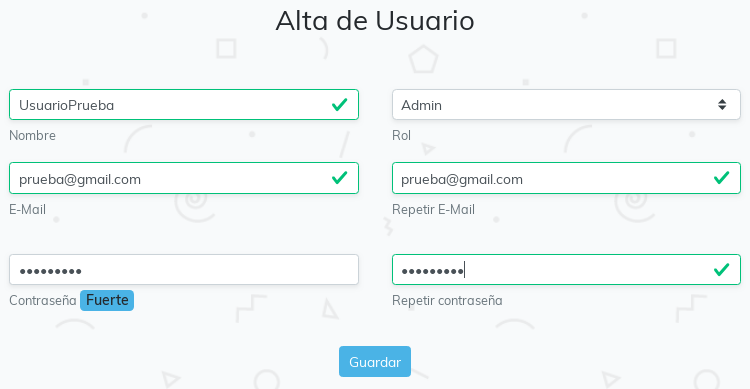 Alta de Usuario
UsuarioPrueba
Admin
Nombre
Rol
prueba@gmail.com
prueba@gmail.com
E-Mail
Repetir E-Mail
•••••••••
•••••••••
Contraseña Fuerte
Repetir contraseña
Guardar